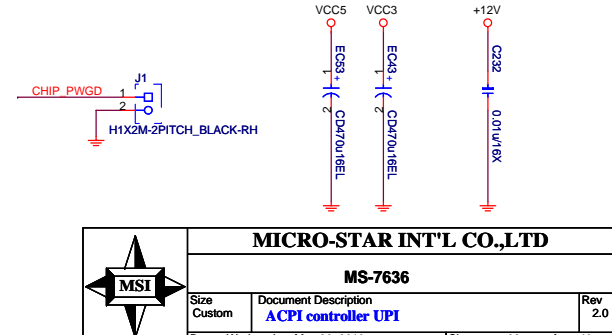 VCC5 VCC3 +12V
J1
CHIP_PWGD 1
2
H1X2M-2PITCH_BLACK-RH
EC53 + 1 2 CD470u16EL
EC43 + 1 2 CD470u16EL
C232 0.01u/16X
MICRO-STAR INT'L CO.,LTD
MSI
MS-7636
Size Document Description Rev
Custom ACPI controller UPI 2.0